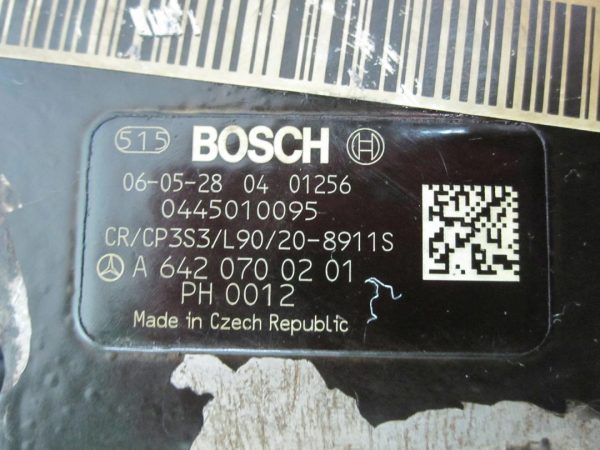 515 BOSCH
06-05-28 04 01256
0445010095
CR/CP3S3/L90/20-8911S
A 642 070 02 01
PH 0012
Made in Czech Republic